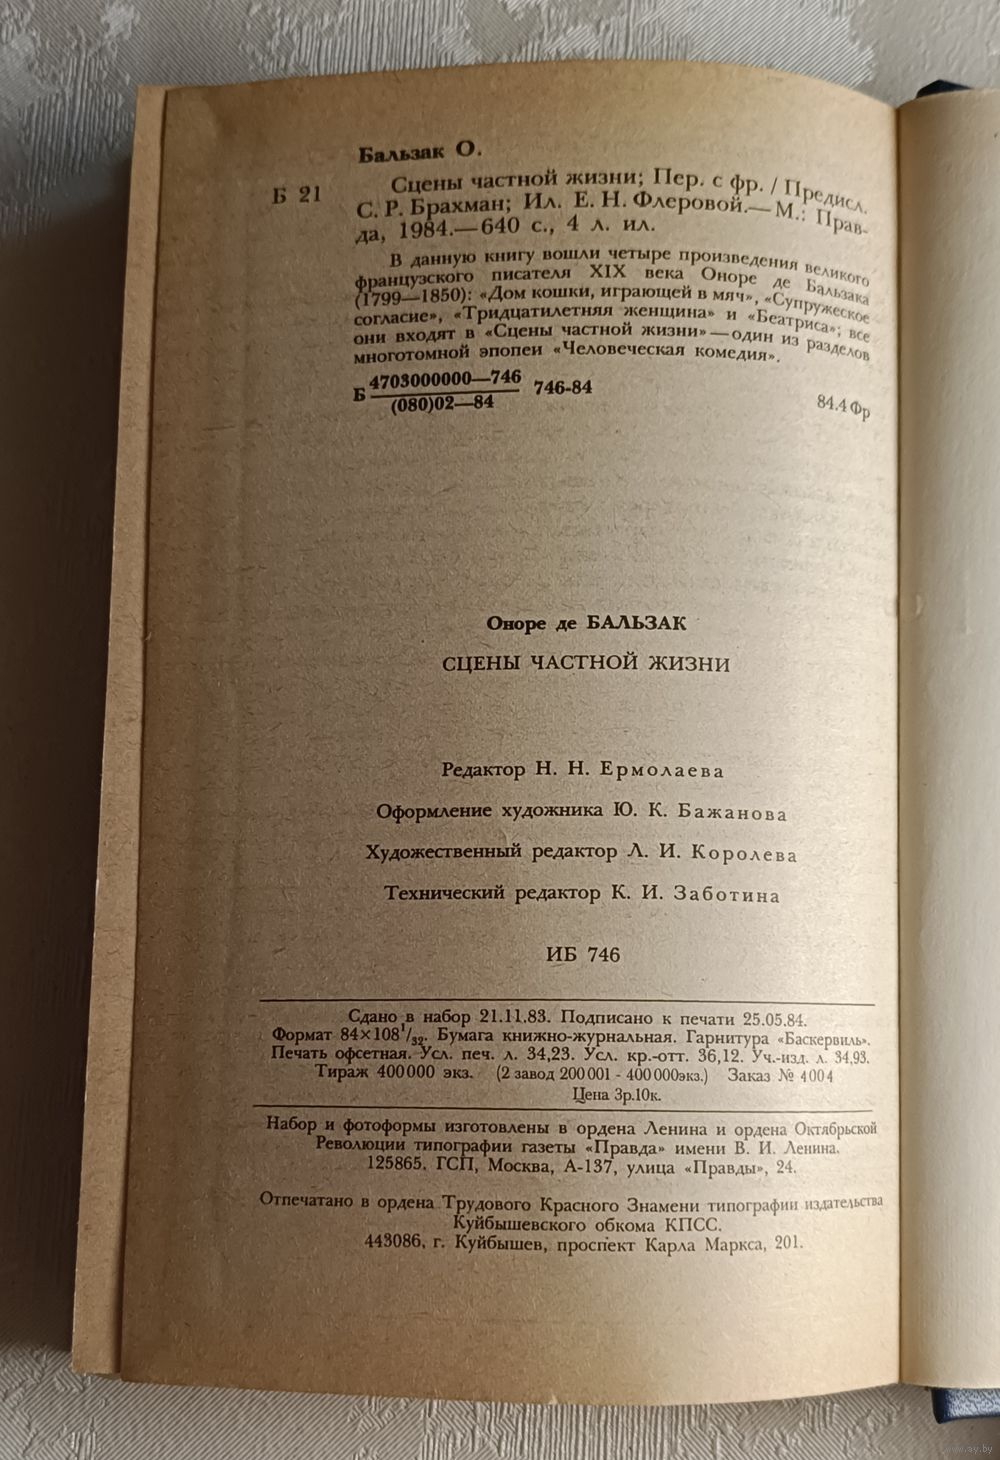 Бальзак О.
Б 21
Сцены частной жизни; Пер. с фр. / Предисл.
С. Р. Брахман; Ил. Е. Н. Флеровой.— М.: Прав-
да, 1984.—640 с., 4 л. ил.
В данную книгу вошли четыре произведения великого
французского писателя XIX века Оноре де Бальзака
(1799—1850): «Дом кошки, играющей в мяч», «Супружеское
согласие», «Тридцатилетняя женщина» и «Беатриса»; все
они входят в «Сцены частной жизни» — один из разделов
многотомной эпопеи «Человеческая комедия».
Б 4703000000—746 746-84
(080)02—84
84.4 Фр
Оноре де БАЛЬЗАК
СЦЕНЫ ЧАСТНОЙ ЖИЗНИ
Редактор Н. Н. Ермолаева
Оформление художника Ю. К. Бажанова
Художественный редактор Л. И. Королева
Технический редактор К. И. Заботина
ИБ 746
Сдано в набор 21.11.83. Подписано к печати 25.05.84.
Формат 84×108 1/32. Бумага книжно-журнальная. Гарнитура «Баскервиль».
Печать офсетная. Усл. печ. л. 34,23. Усл. кр.-отт. 36,12. Уч.-изд. л. 34,93.
Тираж 400 000 экз. (2 завод 200 001 - 400 000экз.) Заказ № 4004
Цена 3р.10к.
Набор и фотоформы изготовлены в ордена Ленина и ордена Октябрьской
Революции типографии газеты «Правда» имени В. И. Ленина.
125865. ГСП, Москва, А-137, улица «Правды», 24.
Отпечатано в ордена Трудового Красного Знамени типографии издательства
Куйбышевского обкома КПСС.
443086, г. Куйбышев, проспект Карла Маркса, 201.
www.ay.by